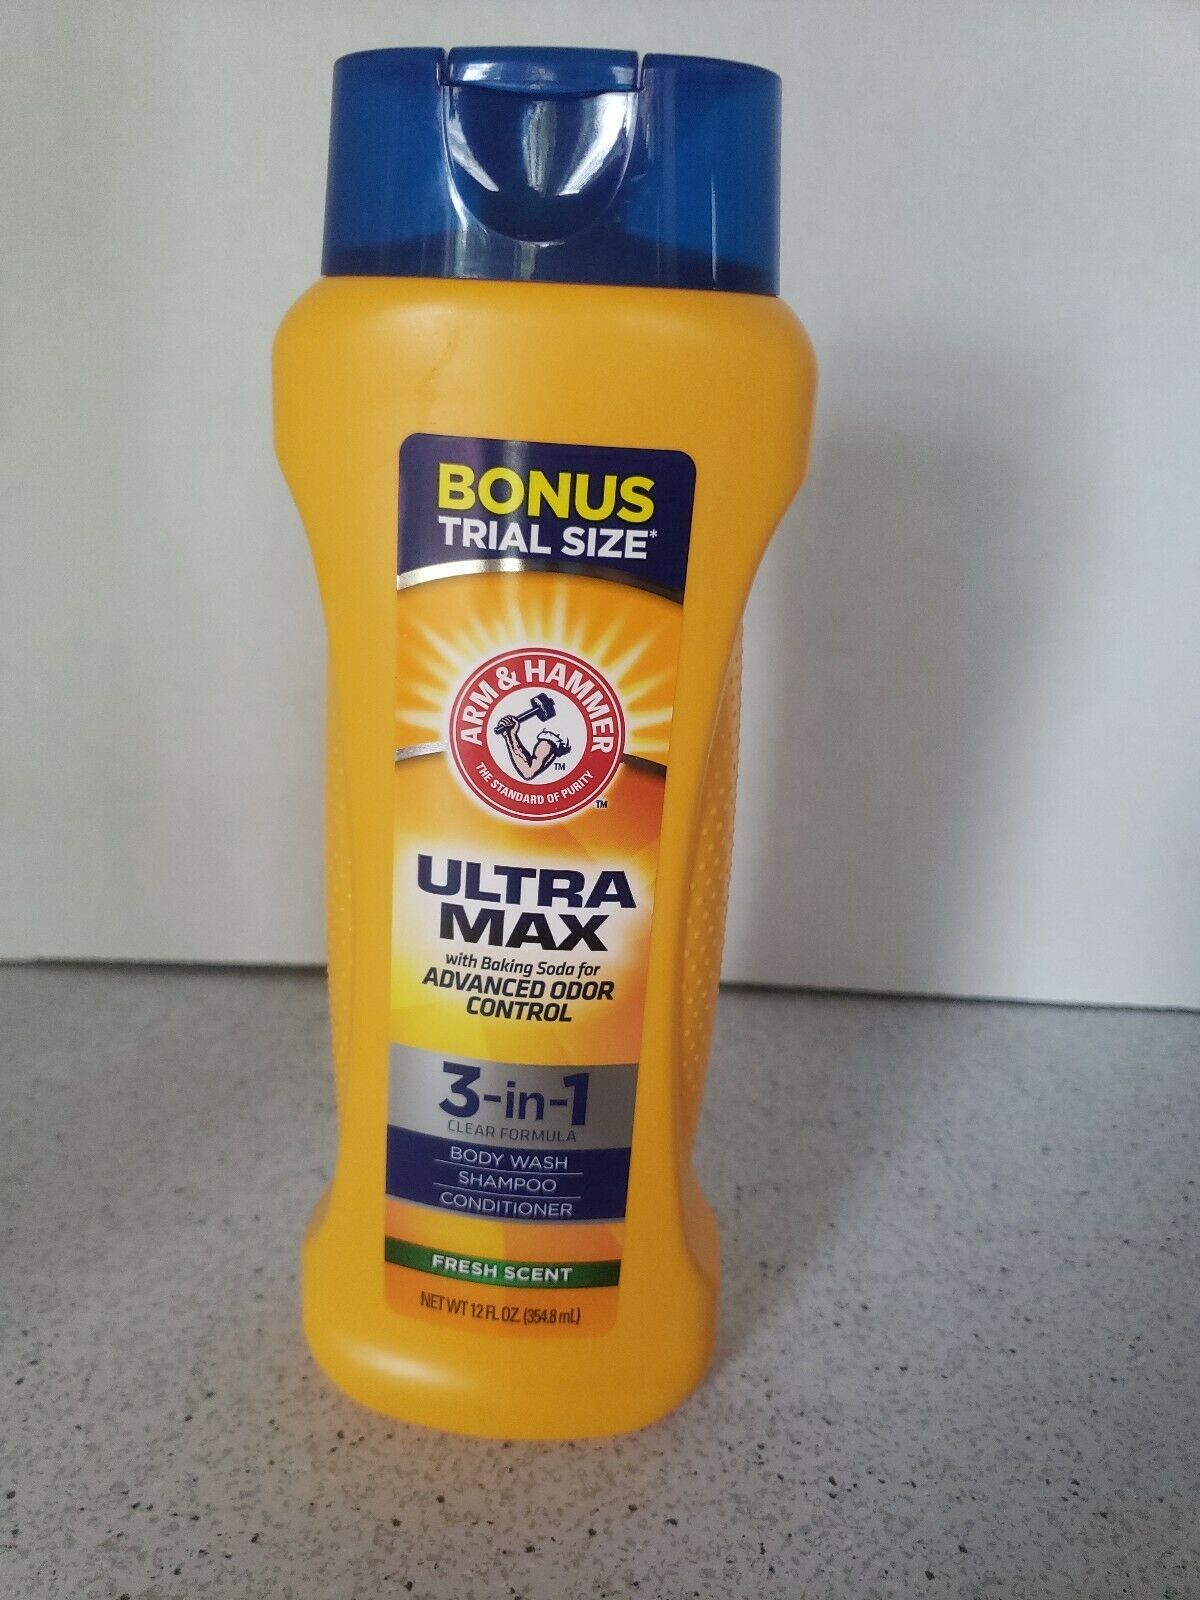 BONUS
TRIAL SIZE*
ARM & HAMMER
TM
THE STANDARD OF PURITY
TM
ULTRA
MAX
with Baking Soda for
ADVANCED ODOR
CONTROL
3-in-1
CLEAR FORMULA
BODY WASH
SHAMPOO
CONDITIONER
FRESH SCENT
NET WT 12 FL OZ. (354.8 mL)